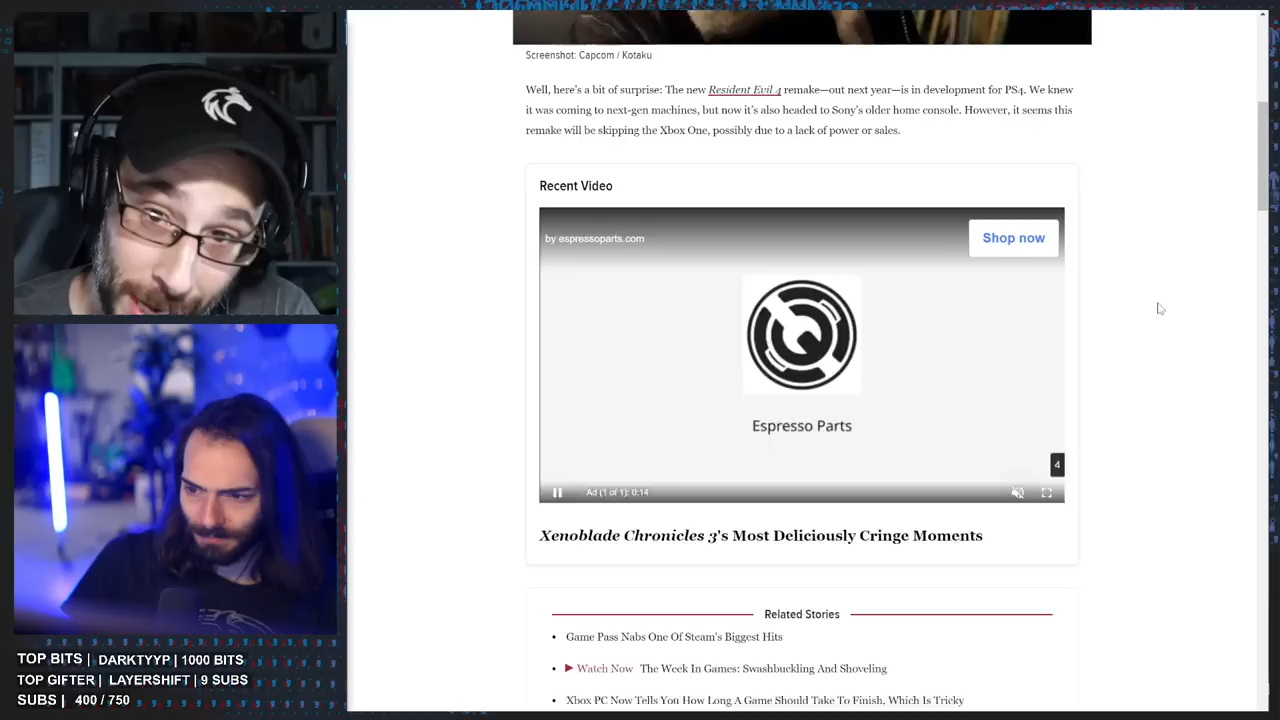 Screenshot: Capcom / Kotaku
Well, here's a bit of surprise: The new Resident Evil 4 remake—out next year—is in development for PS4. We knew
it was coming to next-gen machines, but now it's also headed to Sony's older home console. However, it seems this
remake will be skipping the Xbox One, possibly due to a lack of power or sales.
Recent Video
by espressoparts.com
Shop now
Espresso Parts
4
Ad (1 of 1): 0:14
Xenoblade Chronicles 3's Most Deliciously Cringe Moments
Related Stories
• Game Pass Nabs One Of Steam's Biggest Hits
• Watch Now The Week In Games: Swashbuckling And Shoveling
• Xbox PC Now Tells You How Long A Game Should Take To Finish, Which Is Tricky
TOP BITS | DARKTYYP | 1000 BITS
TOP GIFTER | LAYERSHIFT | 9 SUBS
SUBS | 400 / 750